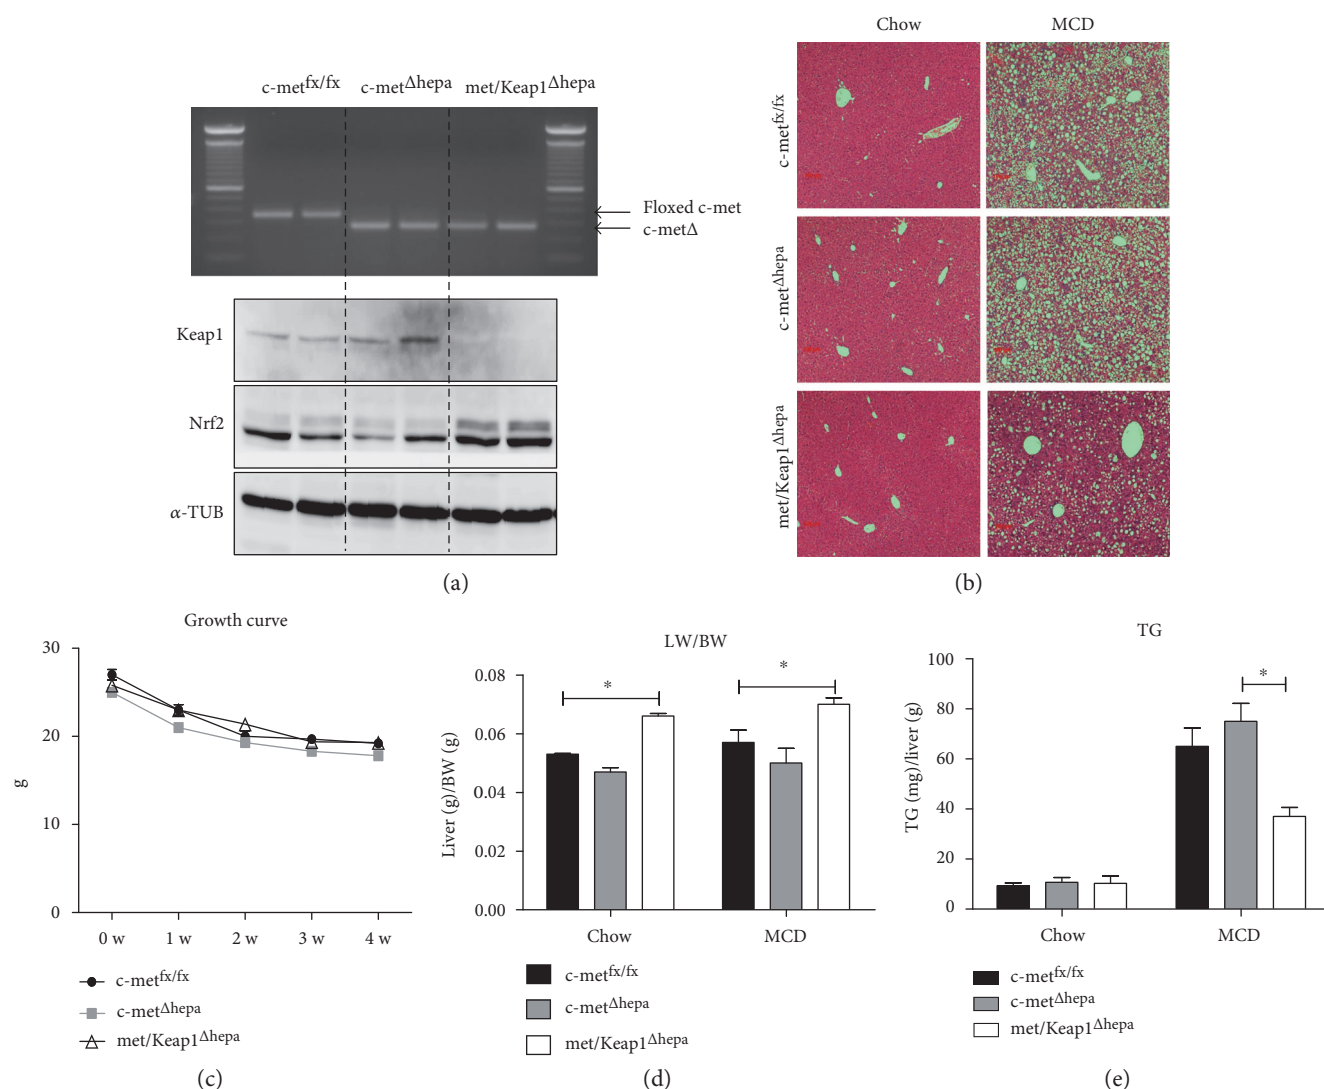 c-met^fx/fx c-met^Δhepa met/Keap1^Δhepa
Floxed c-met
c-metΔ
Keap1
Nrf2
α-TUB
(a)
Chow MCD
c-met^fx/fx
c-met^Δhepa
met/Keap1^Δhepa
(b)
Growth curve
30
20
10
0
g
0 w 1 w 2 w 3 w 4 w
c-met^fx/fx
c-met^Δhepa
met/Keap1^Δhepa
(c)
LW/BW
0.08
0.06
0.04
0.02
0.00
Liver (g)/BW (g)
* *
Chow MCD
c-met^fx/fx
c-met^Δhepa
met/Keap1^Δhepa
(d)
TG
100
80
60
40
20
0
TG (mg)/liver (g)
*
Chow MCD
c-met^fx/fx
c-met^Δhepa
met/Keap1^Δhepa
(e)